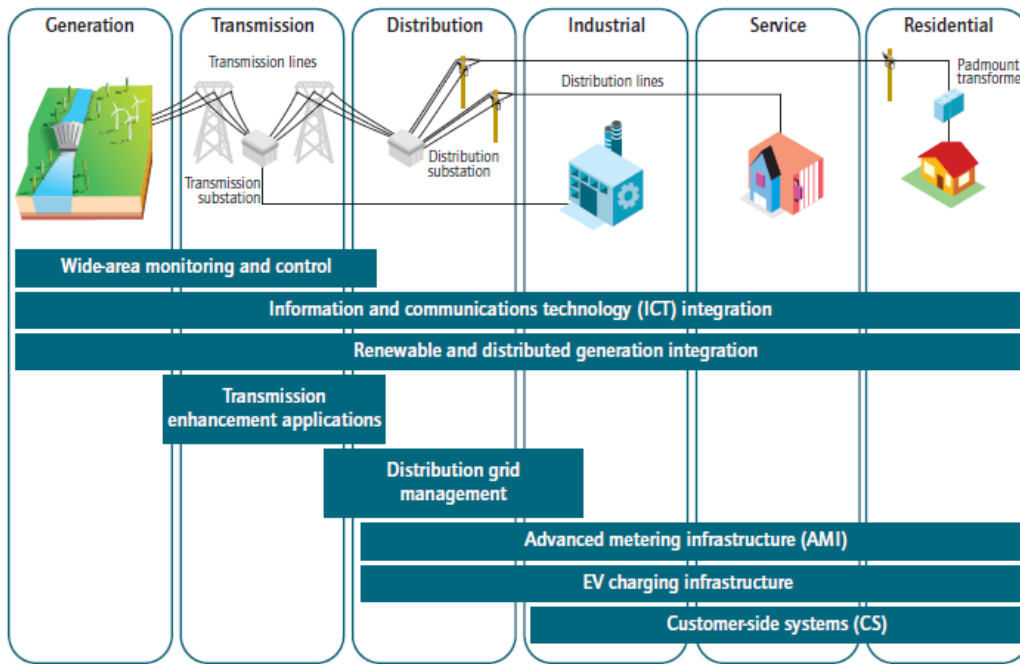 Generation
Transmission
Distribution
Industrial
Service
Residential
Transmission lines
Distribution lines
Padmount
transforme
Distribution
substation
Transmission
substation
Wide-area monitoring and control
Information and communications technology (ICT) integration
Renewable and distributed generation integration
Transmission
enhancement applications
Distribution grid
management
Advanced metering infrastructure (AMI)
EV charging infrastructure
Customer-side systems (CS)